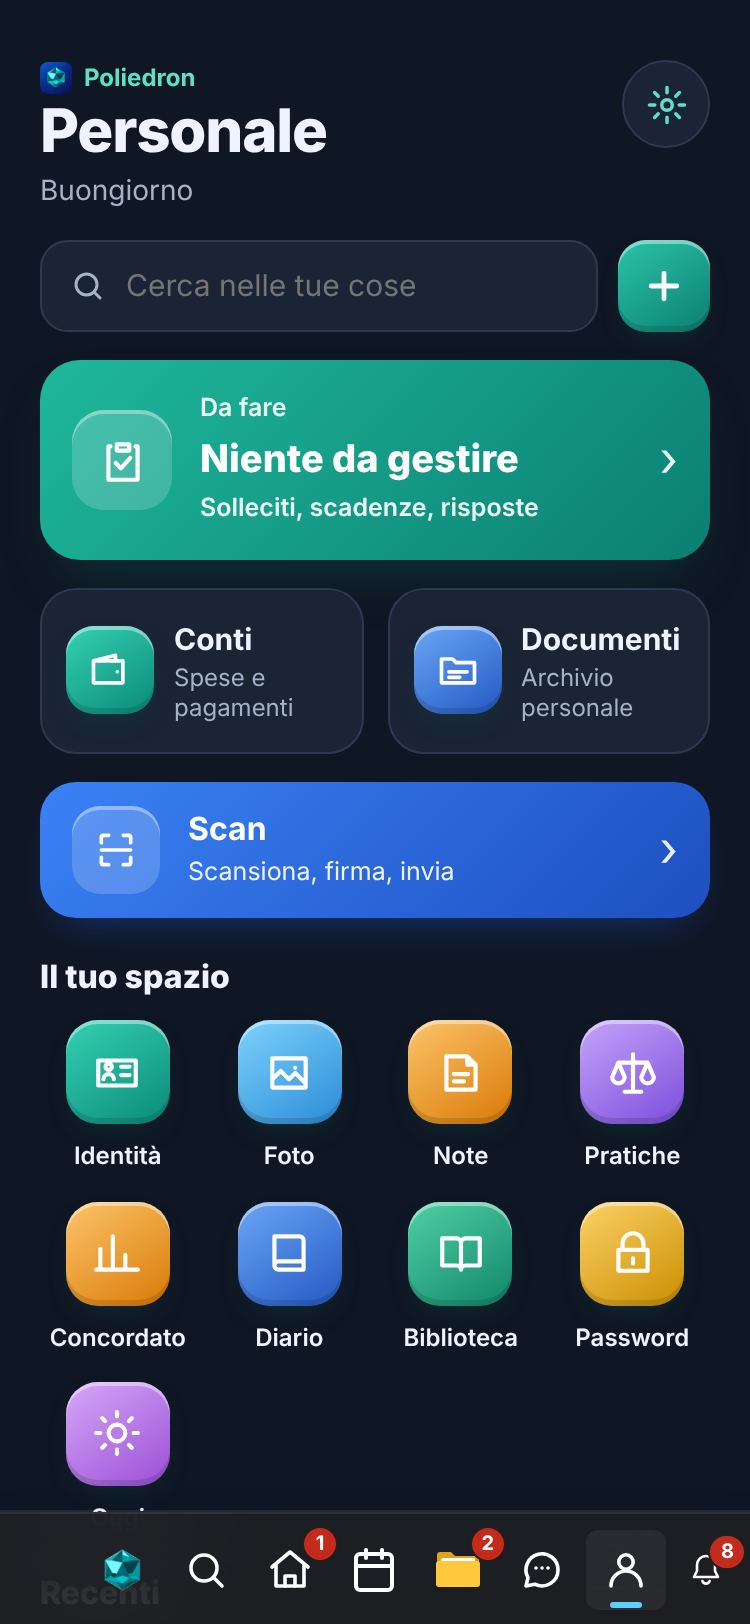 Poliedron
Personale
Buongiorno
Cerca nelle tue cose
Da fare
Niente da gestire
Solleciti, scadenze, risposte
Conti
Spese e
pagamenti
Documenti
Archivio
personale
Scan
Scansiona, firma, invia
Il tuo spazio
Identità
Foto
Note
Pratiche
Concordato
Diario
Biblioteca
Password
Oggi
Recenti
1
2
8